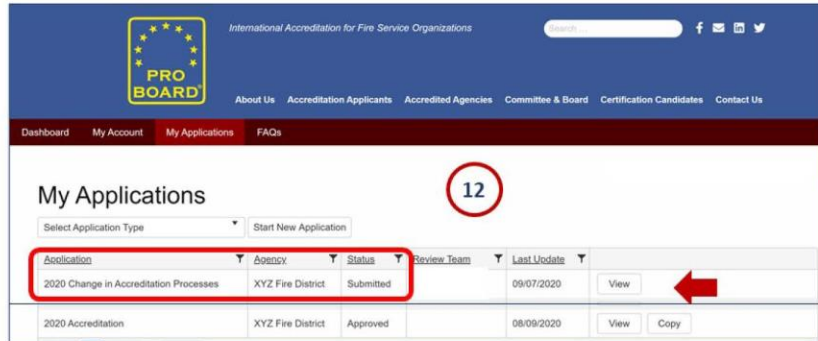 International Accreditation for Fire Service Organizations
Search ...
PRO
BOARD
About Us Accreditation Applicants Accredited Agencies Committee & Board Certification Candidates Contact Us
Dashboard My Account My Applications FAQs
My Applications
12
Select Application Type Start New Application
Application Agency Status Review Team Last Update
2020 Change in Accreditation Processes XYZ Fire District Submitted 09/07/2020 View
2020 Accreditation XYZ Fire District Approved 08/09/2020 View Copy